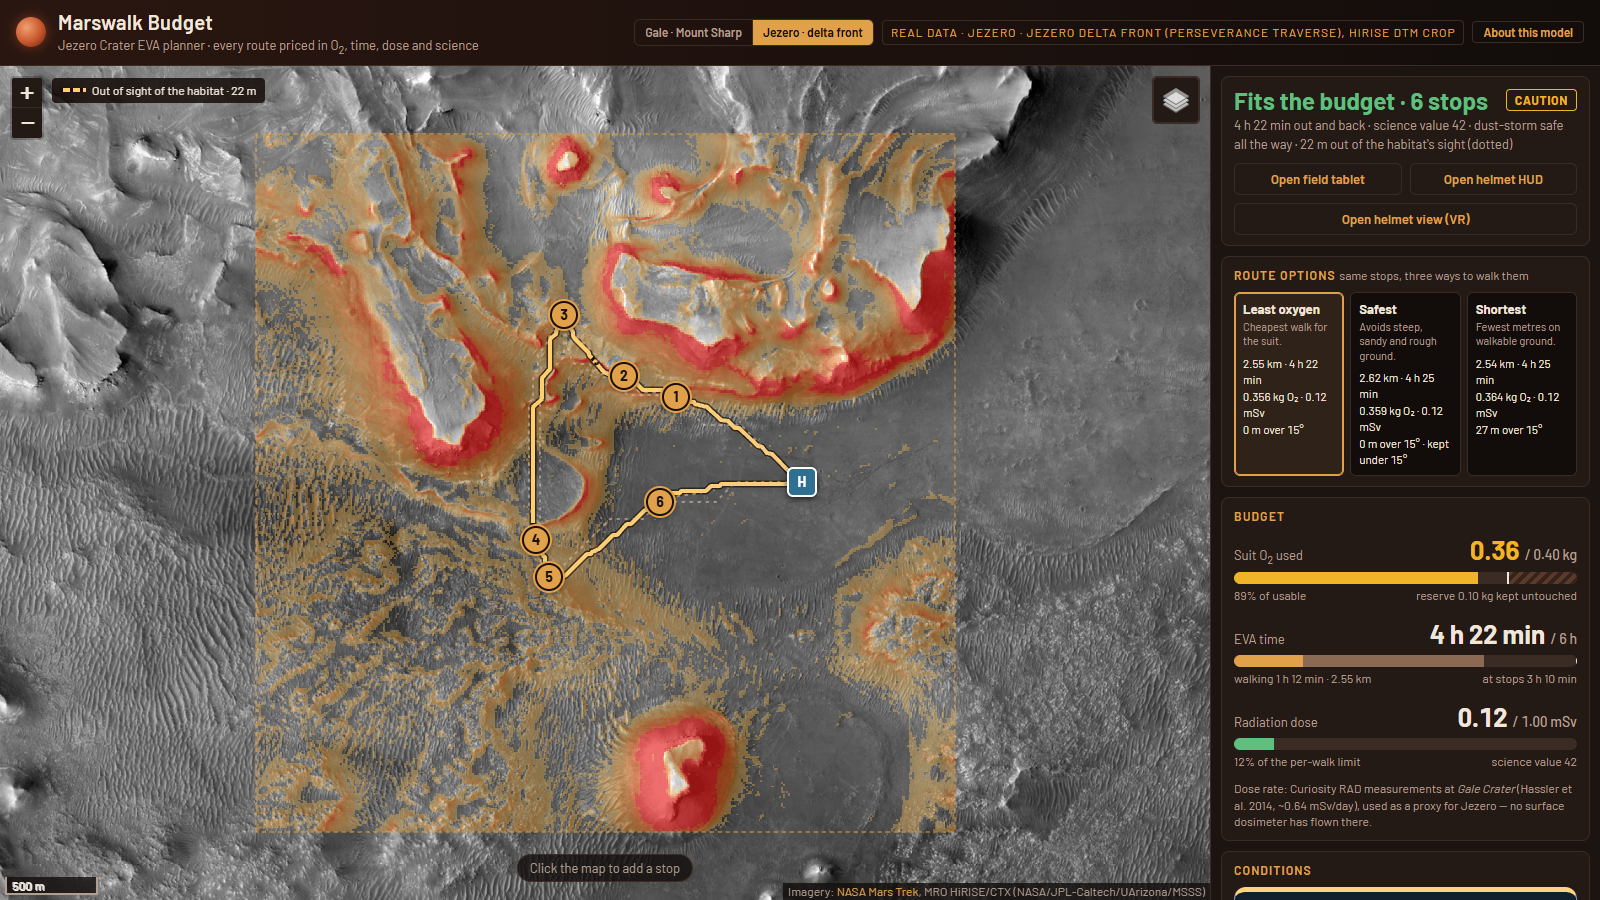 Marswalk Budget
Jezero Crater EVA planner · every route priced in O2, time, dose and science
Gale · Mount Sharp
Jezero · delta front
REAL DATA · JEZERO · JEZERO DELTA FRONT (PERSEVERANCE TRAVERSE), HIRISE DTM CROP
About this model
+
−
Out of sight of the habitat · 22 m
3
2
1
H
6
4
5
Click the map to add a stop
500 m
Imagery: NASA Mars Trek, MRO HiRISE/CTX (NASA/JPL-Caltech/UArizona/MSSS)
Fits the budget · 6 stops
CAUTION
4 h 22 min out and back · science value 42 · dust-storm safe
all the way · 22 m out of the habitat's sight (dotted)
Open field tablet
Open helmet HUD
Open helmet view (VR)
ROUTE OPTIONS same stops, three ways to walk them
Least oxygen
Cheapest walk for
the suit.
2.55 km · 4 h 22
min
0.356 kg O₂ · 0.12
mSv
0 m over 15°
Safest
Avoids steep,
sandy and rough
ground.
2.62 km · 4 h 25
min
0.359 kg O₂ · 0.12
mSv
0 m over 15° · kept
under 15°
Shortest
Fewest metres on
walkable ground.
2.54 km · 4 h 25
min
0.364 kg O₂ · 0.12
mSv
27 m over 15°
BUDGET
Suit O2 used
0.36 / 0.40 kg
89% of usable
reserve 0.10 kg kept untouched
EVA time
4 h 22 min / 6 h
walking 1 h 12 min · 2.55 km
at stops 3 h 10 min
Radiation dose
0.12 / 1.00 mSv
12% of the per-walk limit
science value 42
Dose rate: Curiosity RAD measurements at Gale Crater (Hassler et
al. 2014, ~0.64 mSv/day), used as a proxy for Jezero — no surface
dosimeter has flown there.
CONDITIONS